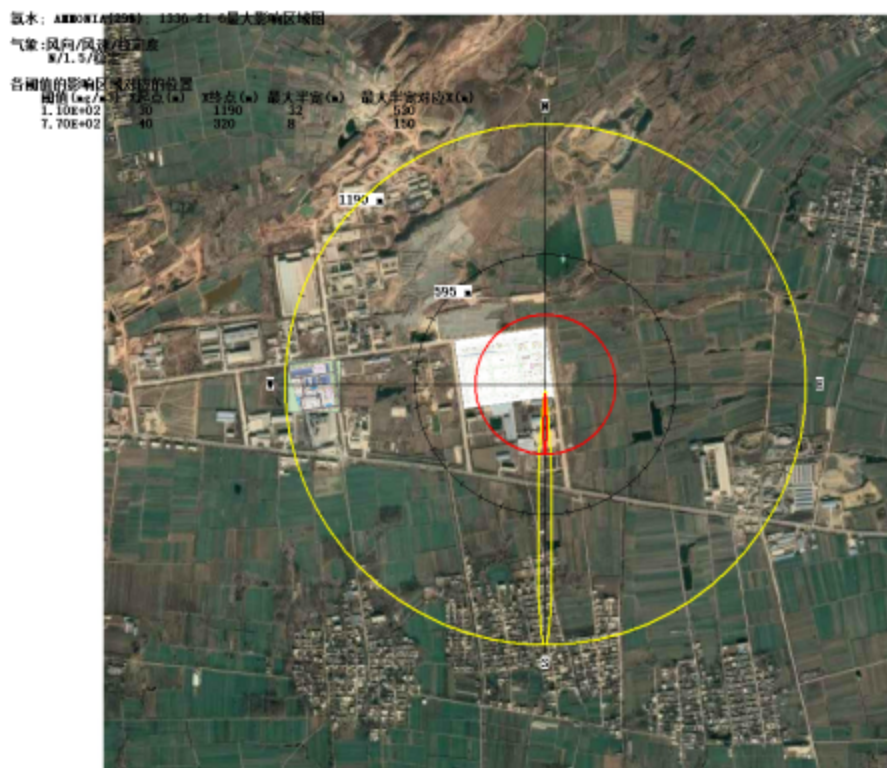 氨水; AMMONIA(25%); 1336-21-6最大影响区域图
气象:风向/风速/稳定度
N/1.5/稳定
各阈值的影响区域对应的位置
阈值(mg/m3) X起点(m) X终点(m) 最大半宽(m) 最大半宽对应X(m)
1.10E+02 30 1190 32 520
7.70E+02 40 320 8 150
N
1190 m
595 m
W
E
S